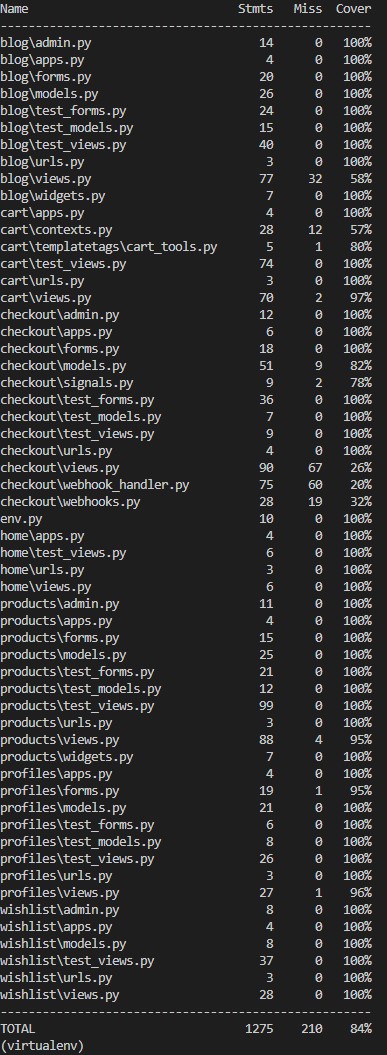 Name Stmts Miss Cover
-----------------------------------------------------
blog\admin.py 14 0 100%
blog\apps.py 4 0 100%
blog\forms.py 20 0 100%
blog\models.py 26 0 100%
blog\test_forms.py 24 0 100%
blog\test_models.py 15 0 100%
blog\test_views.py 40 0 100%
blog\urls.py 3 0 100%
blog\views.py 77 32 58%
blog\widgets.py 7 0 100%
cart\apps.py 4 0 100%
cart\contexts.py 28 12 57%
cart\templatetags\cart_tools.py 5 1 80%
cart\test_views.py 74 0 100%
cart\urls.py 3 0 100%
cart\views.py 70 2 97%
checkout\admin.py 12 0 100%
checkout\apps.py 6 0 100%
checkout\forms.py 18 0 100%
checkout\models.py 51 9 82%
checkout\signals.py 9 2 78%
checkout\test_forms.py 36 0 100%
checkout\test_models.py 7 0 100%
checkout\test_views.py 9 0 100%
checkout\urls.py 4 0 100%
checkout\views.py 90 67 26%
checkout\webhook_handler.py 75 60 20%
checkout\webhooks.py 28 19 32%
env.py 10 0 100%
home\apps.py 4 0 100%
home\test_views.py 6 0 100%
home\urls.py 3 0 100%
home\views.py 6 0 100%
products\admin.py 11 0 100%
products\apps.py 4 0 100%
products\forms.py 15 0 100%
products\models.py 25 0 100%
products\test_forms.py 21 0 100%
products\test_models.py 12 0 100%
products\test_views.py 99 0 100%
products\urls.py 3 0 100%
products\views.py 88 4 95%
products\widgets.py 7 0 100%
profiles\apps.py 4 0 100%
profiles\forms.py 19 1 95%
profiles\models.py 21 0 100%
profiles\test_forms.py 6 0 100%
profiles\test_models.py 8 0 100%
profiles\test_views.py 26 0 100%
profiles\urls.py 3 0 100%
profiles\views.py 27 1 96%
wishlist\admin.py 8 0 100%
wishlist\apps.py 4 0 100%
wishlist\models.py 8 0 100%
wishlist\test_views.py 37 0 100%
wishlist\urls.py 3 0 100%
wishlist\views.py 28 0 100%
-----------------------------------------------------
TOTAL 1275 210 84%
(virtualenv)